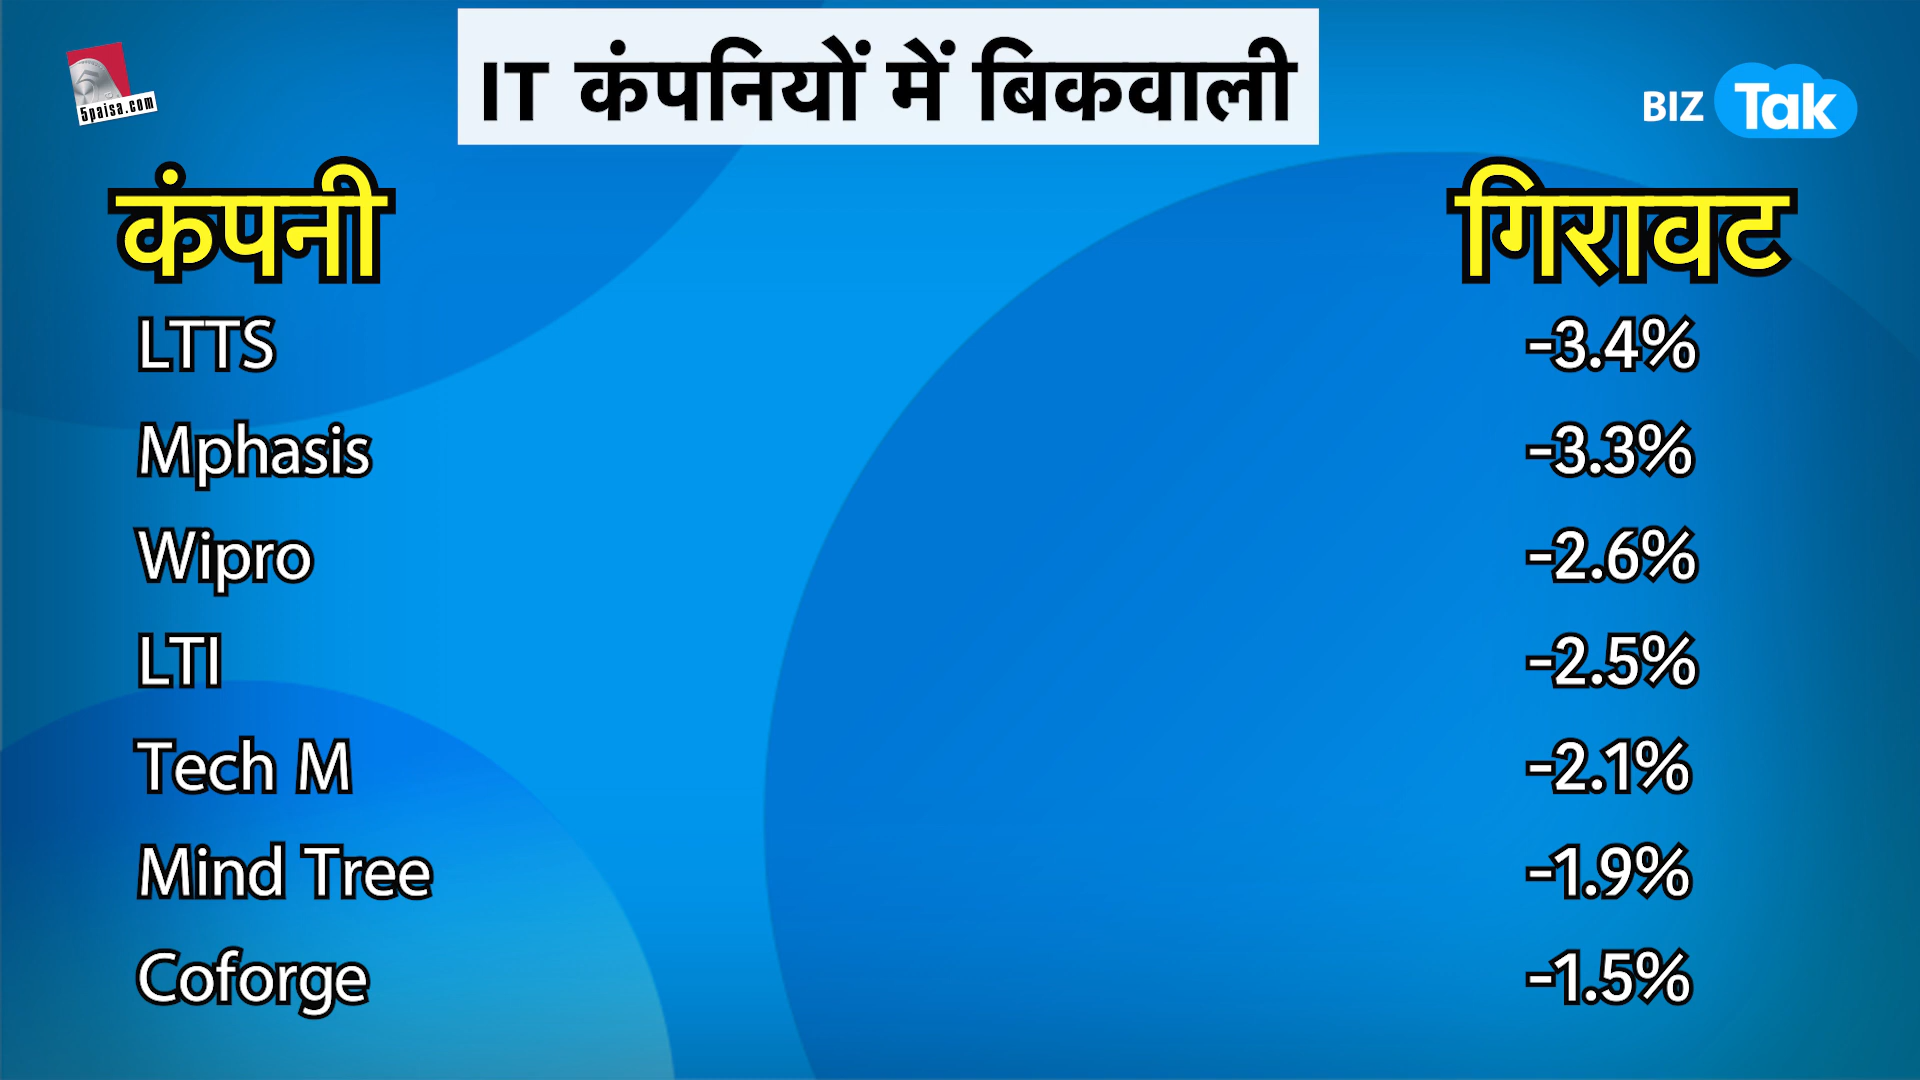 5paisa.com
IT कंपनियों में बिकवाली
BIZ Tak
कंपनी गिरावट
LTTS -3.4%
Mphasis -3.3%
Wipro -2.6%
LTI -2.5%
Tech M -2.1%
Mind Tree -1.9%
Coforge -1.5%